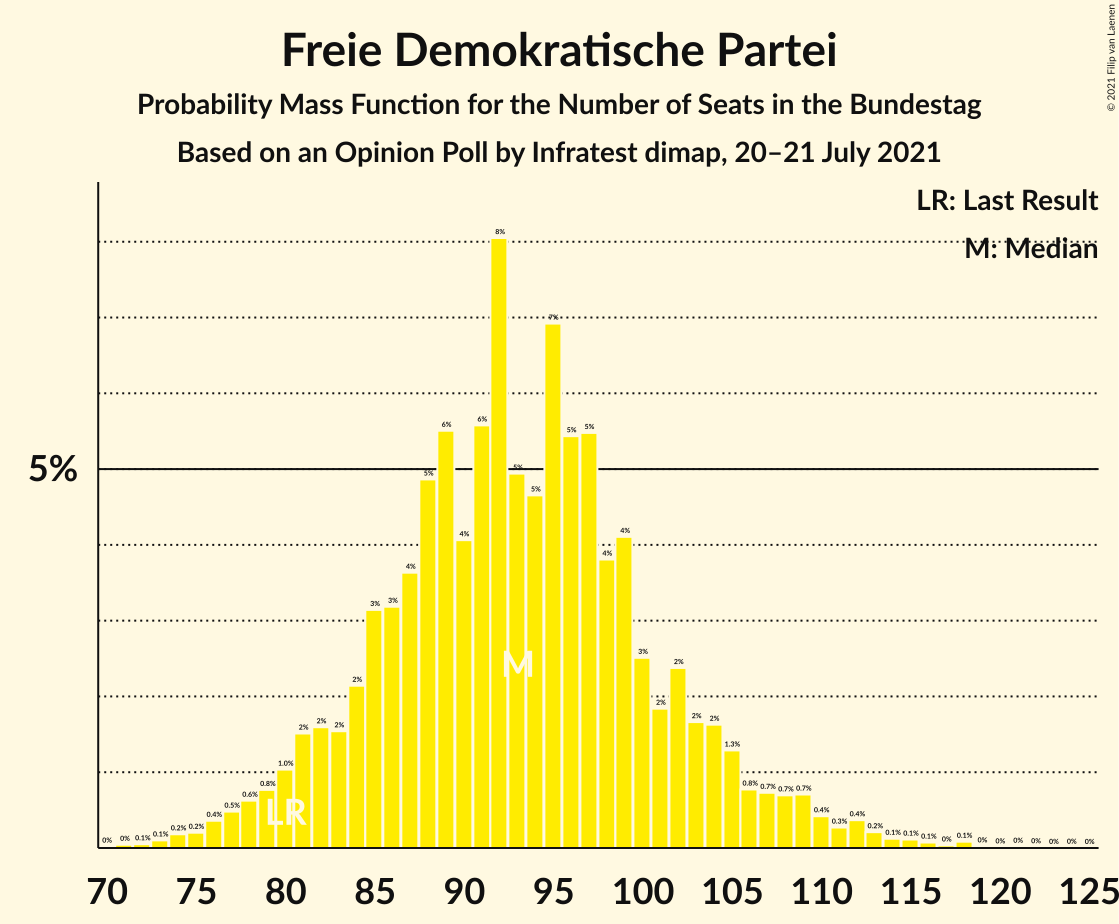 © 2021 Filip van Laenen
Freie Demokratische Partei
Probability Mass Function for the Number of Seats in the Bundestag
Based on an Opinion Poll by Infratest dimap, 20–21 July 2021
LR: Last Result
M: Median
5%
0% 0% 0.1% 0.1% 0.2% 0.2% 0.4% 0.5% 0.6% 0.8% 1.0% 2% 2% 2% 2% 3% 3% 4% 5% 6% 4% 6% 8% 5% 5% 7% 5% 5% 4% 4% 3% 2% 2% 2% 2% 1.3% 0.8% 0.7% 0.7% 0.7% 0.4% 0.3% 0.4% 0.2% 0.1% 0.1% 0.1% 0% 0.1% 0% 0% 0% 0% 0% 0% 0%
M
LR
70 75 80 85 90 95 100 105 110 115 120 125